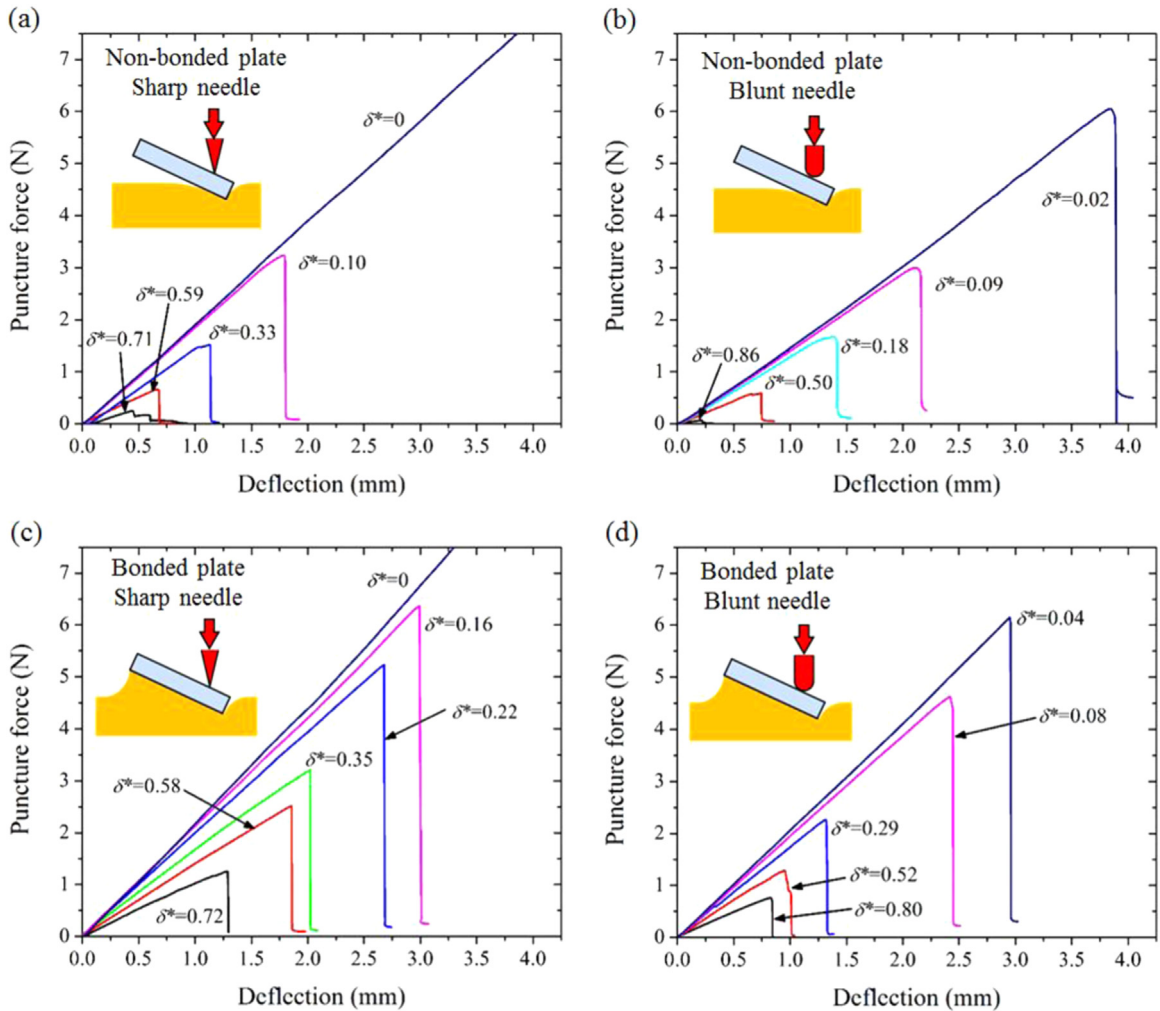 (a)
Non-bonded plate
Sharp needle
δ*=0
δ*=0.10
δ*=0.59
δ*=0.71
δ*=0.33
Puncture force (N)
7
6
5
4
3
2
1
0
0.0 0.5 1.0 1.5 2.0 2.5 3.0 3.5 4.0
Deflection (mm)
(b)
Non-bonded plate
Blunt needle
δ*=0.02
δ*=0.09
δ*=0.18
δ*=0.86
δ*=0.50
Puncture force (N)
7
6
5
4
3
2
1
0
0.0 0.5 1.0 1.5 2.0 2.5 3.0 3.5 4.0
Deflection (mm)
(c)
Bonded plate
Sharp needle
δ*=0
δ*=0.16
δ*=0.22
δ*=0.35
δ*=0.58
δ*=0.72
Puncture force (N)
7
6
5
4
3
2
1
0
0.0 0.5 1.0 1.5 2.0 2.5 3.0 3.5 4.0
Deflection (mm)
(d)
Bonded plate
Blunt needle
δ*=0.04
δ*=0.08
δ*=0.29
δ*=0.52
δ*=0.80
Puncture force (N)
7
6
5
4
3
2
1
0
0.0 0.5 1.0 1.5 2.0 2.5 3.0 3.5 4.0
Deflection (mm)